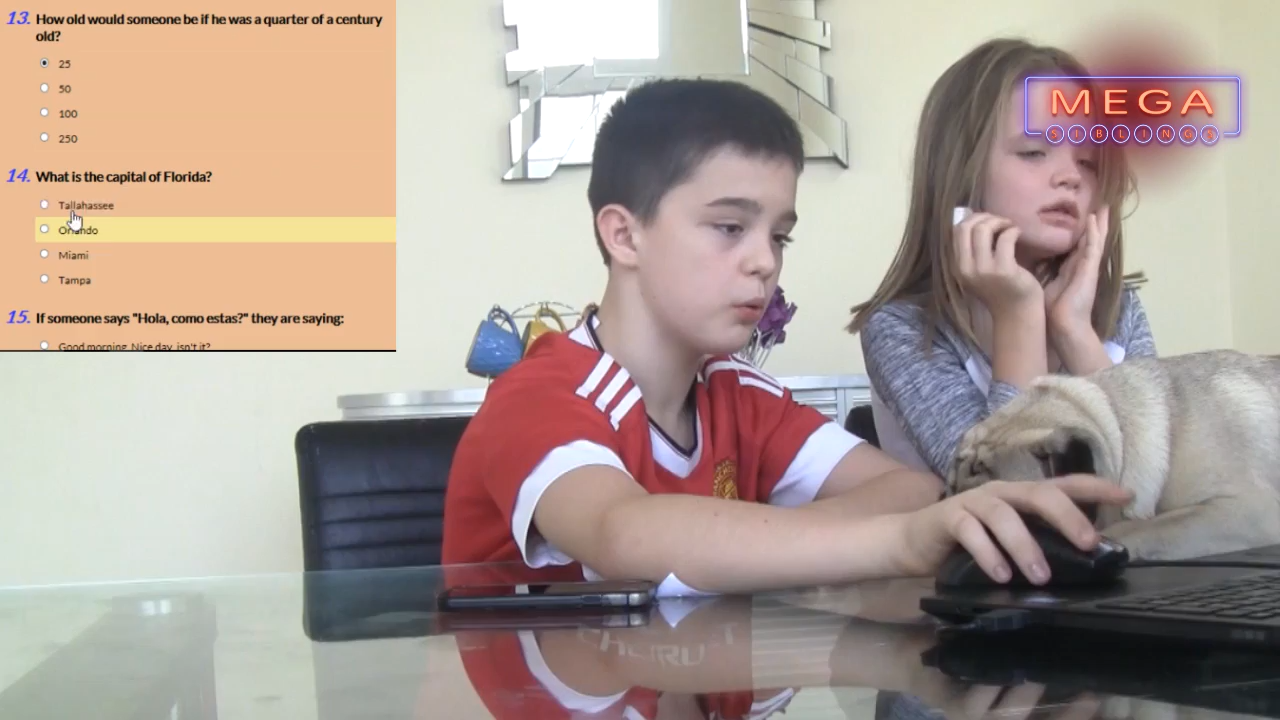 13. How old would someone be if he was a quarter of a century
old?
25
50
100
250
14. What is the capital of Florida?
Tallahassee
Orlando
Miami
Tampa
15. If someone says "Hola, como estas?" they are saying:
Good morning. Nice day, isn't it?
MEGA
SIBLINGS